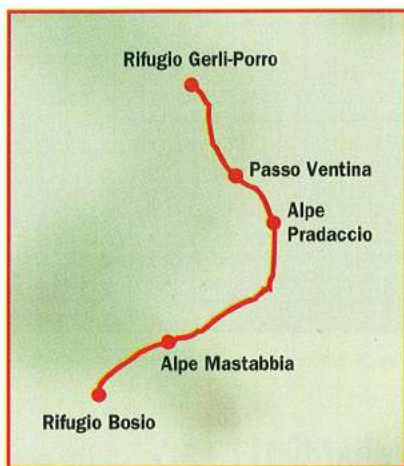 Rifugio Gerli-Porro
Passo Ventina
Alpe
Pradaccio
Alpe Mastabbia
Rifugio Bosio